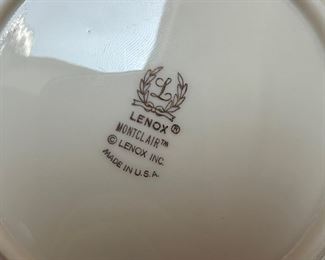 L
LENOX®
MONTCLAIR™
© LENOX INC.
MADE IN U.S.A.